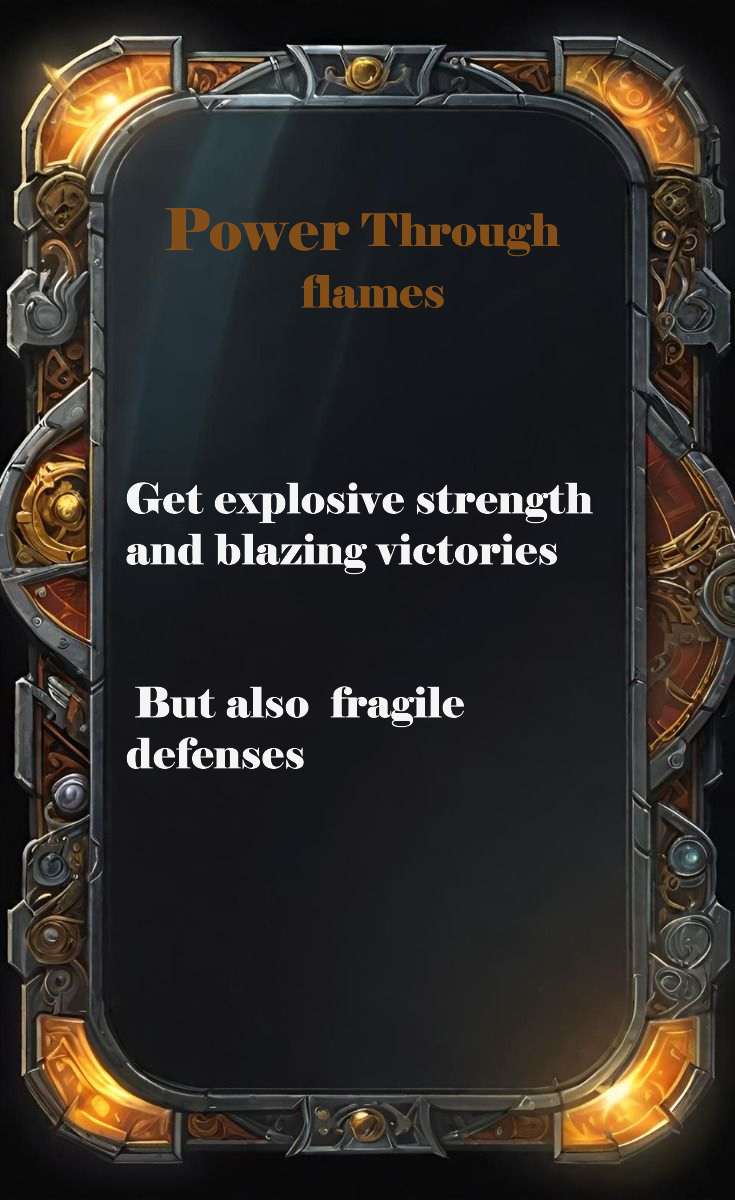 Power Through
flames
Get explosive strength
and blazing victories
But also fragile
defenses